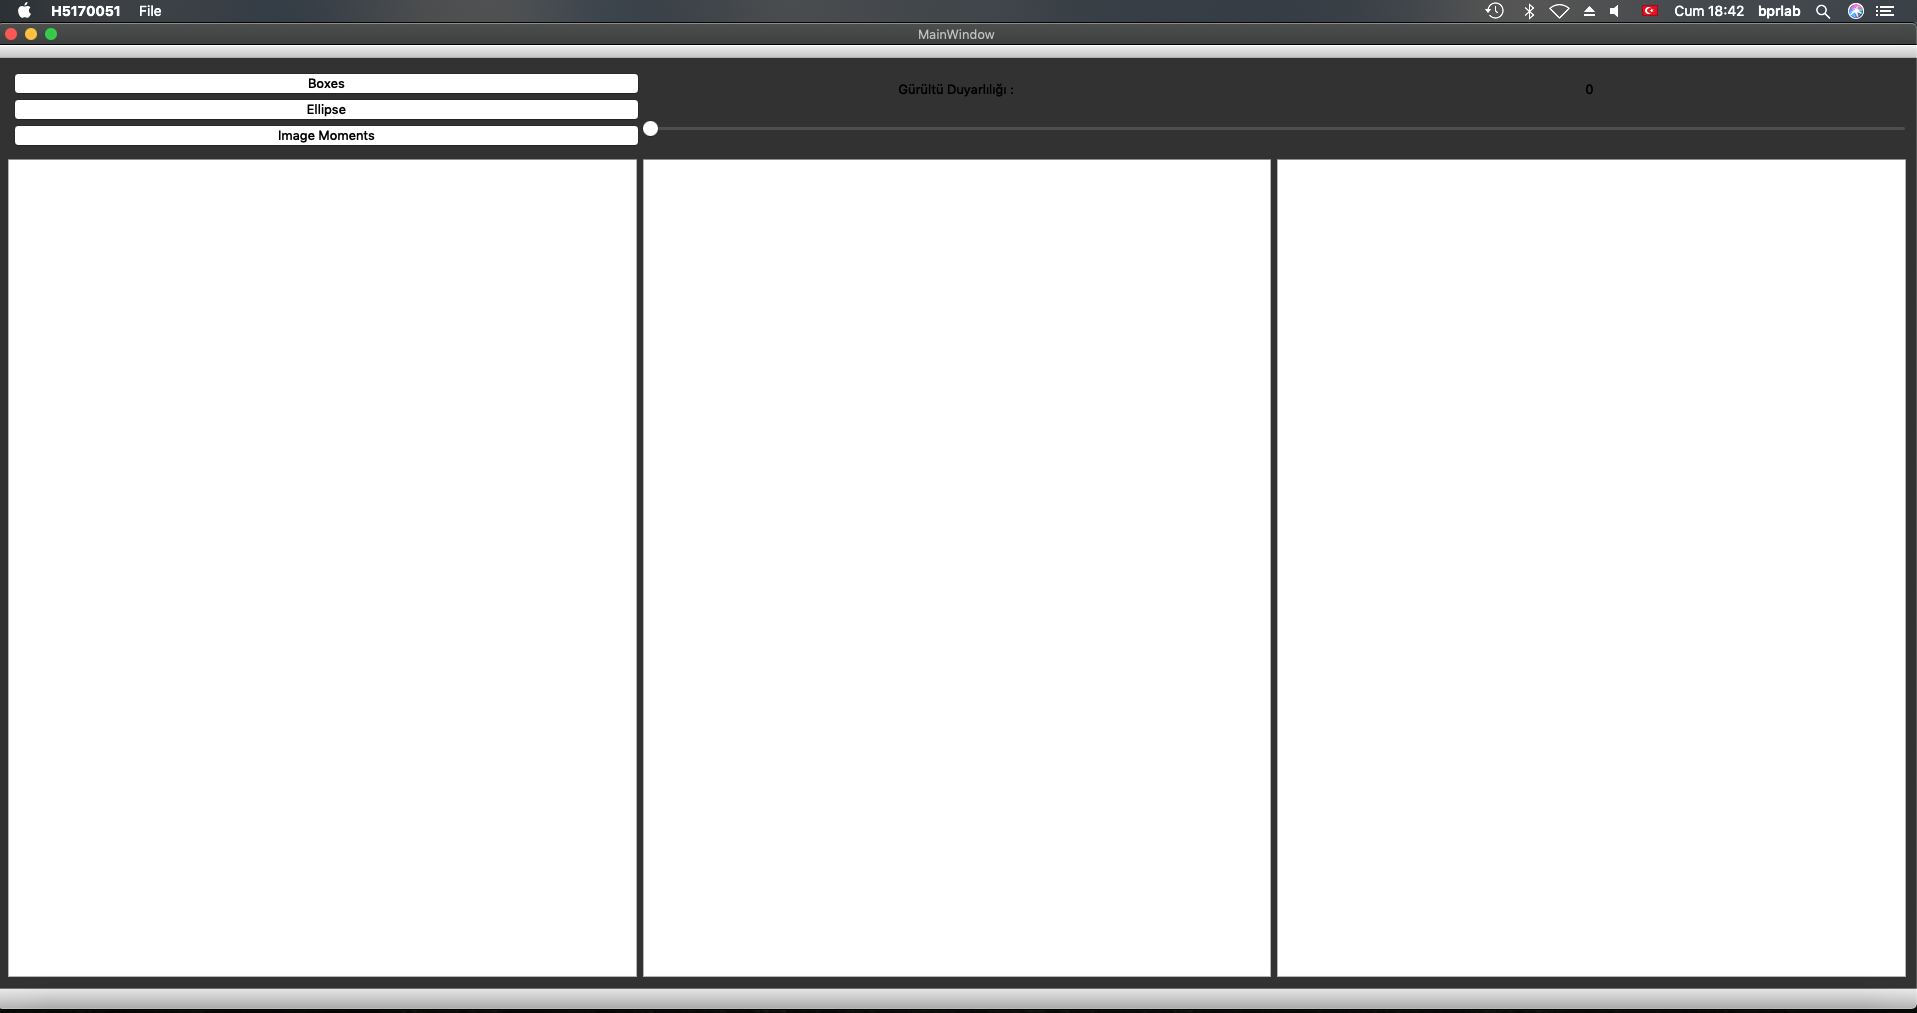 H5170051 File Cum 18:42 bprlab
MainWindow
Boxes
Ellipse
Image Moments
Gürültü Duyarlılığı : 0